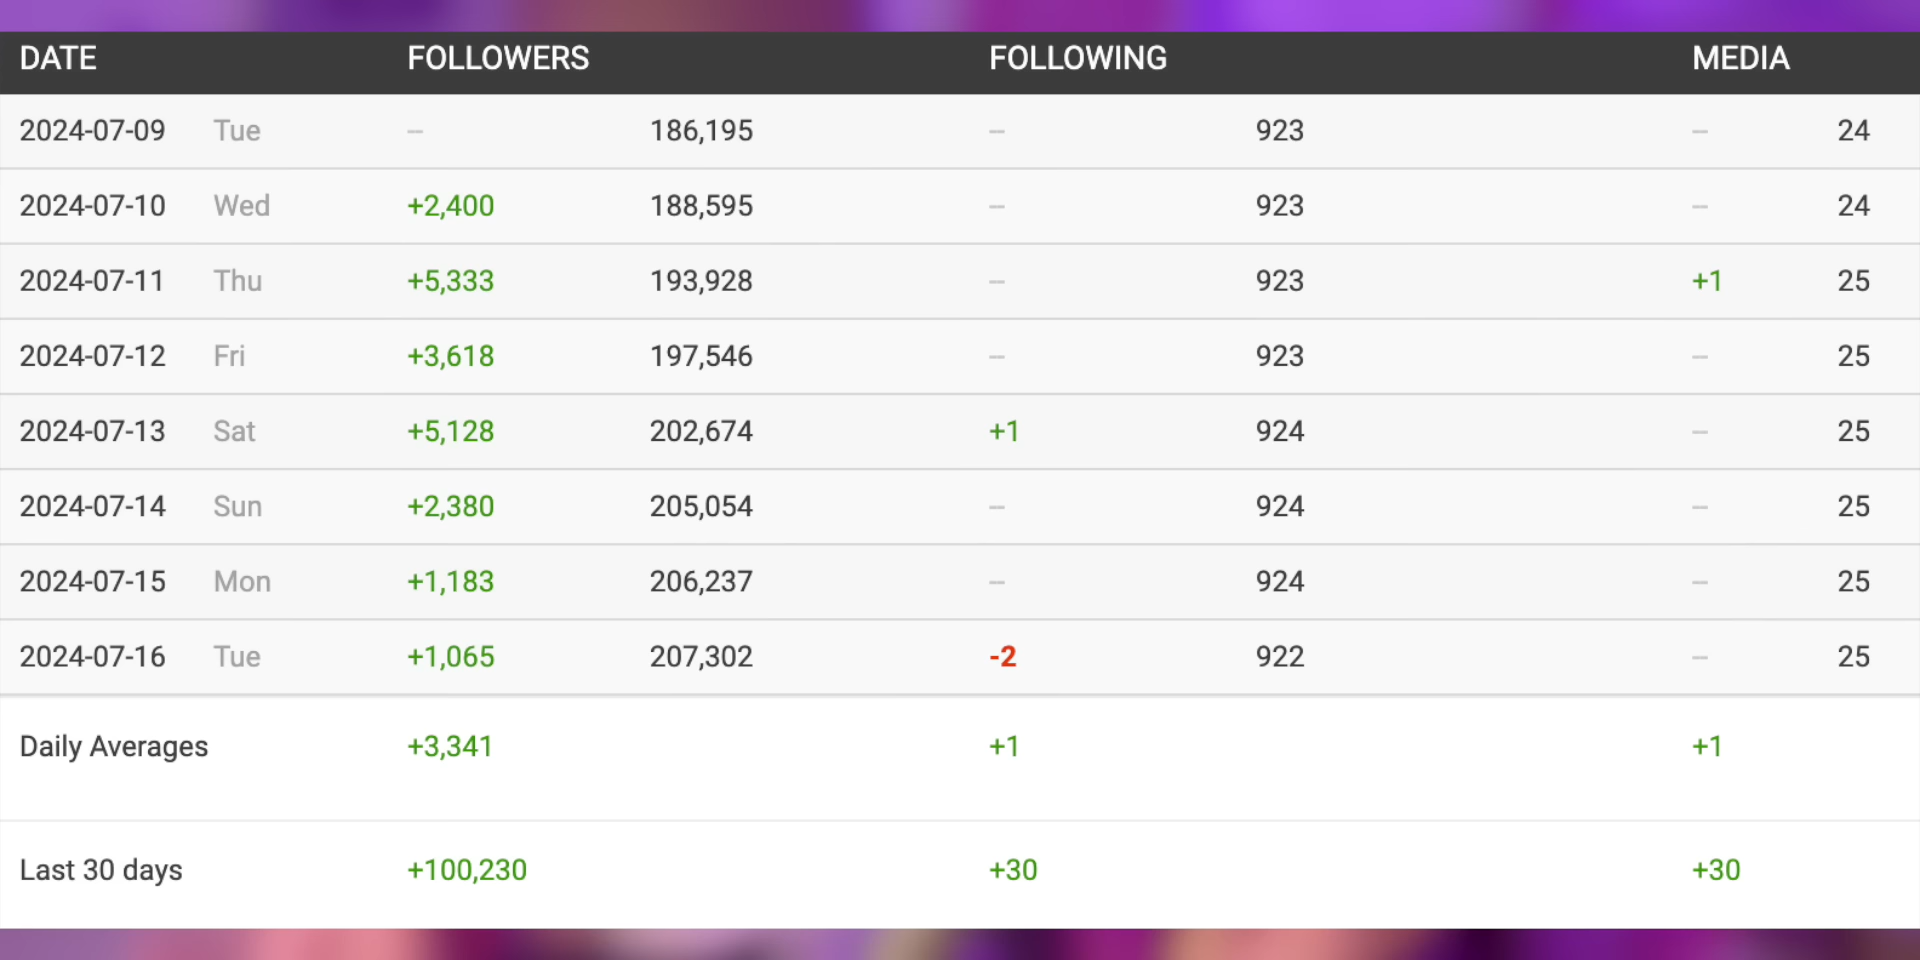 DATE FOLLOWERS FOLLOWING MEDIA
2024-07-09 Tue -- 186,195 -- 923 -- 24
2024-07-10 Wed +2,400 188,595 -- 923 -- 24
2024-07-11 Thu +5,333 193,928 -- 923 +1 25
2024-07-12 Fri +3,618 197,546 -- 923 -- 25
2024-07-13 Sat +5,128 202,674 +1 924 -- 25
2024-07-14 Sun +2,380 205,054 -- 924 -- 25
2024-07-15 Mon +1,183 206,237 -- 924 -- 25
2024-07-16 Tue +1,065 207,302 -2 922 -- 25
Daily Averages +3,341 +1 +1
Last 30 days +100,230 +30 +30